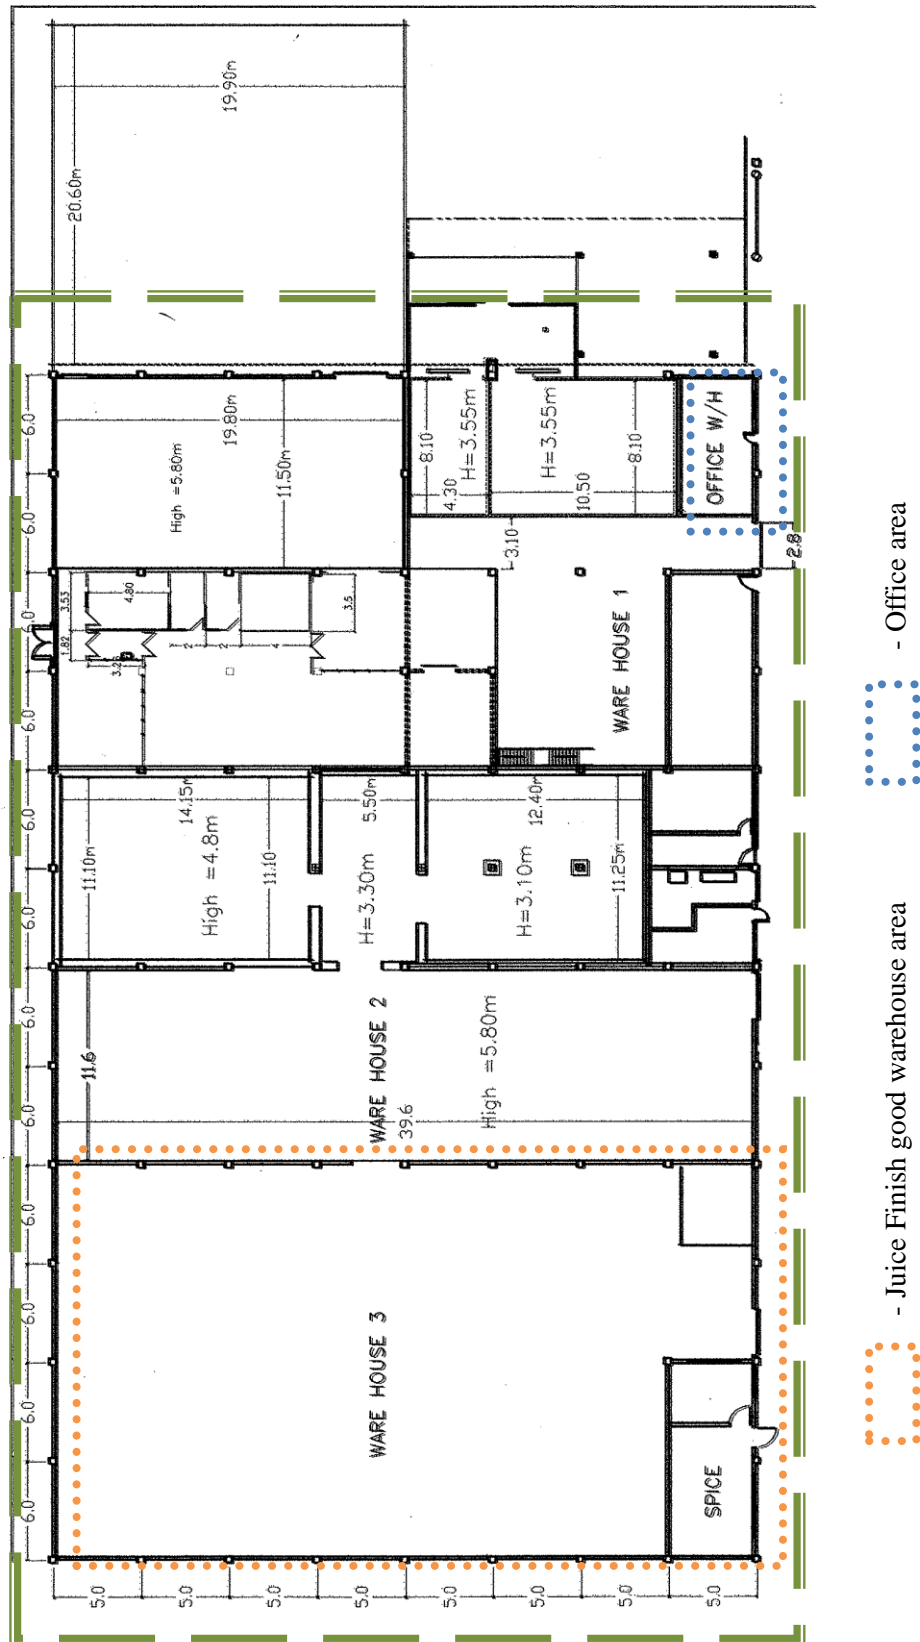 19.90m
20.60m
6.0
6.0
6.0
6.0
6.0
6.0
6.0
6.0
6.0
6.0
6.0
6.0
19.80m
High =5.80m
11.50m
8.10
H=3.55m
4.30
H=3.55m
8.10
10.50
OFFICE W/H
3.10
2.8
3.53
4.80
1.82
2
2
4
3.5
WARE HOUSE 1
14.15m
11.10m
High =4.8m
11.10
5.50m
H=3.30m
12.40m
H=3.10m
11.25m
11.6
WARE HOUSE 2
39.6
High =5.80m
WARE HOUSE 3
SPICE
5.0
5.0
5.0
5.0
5.0
5.0
5.0
5.0
- Juice Finish good warehouse area
- Office area